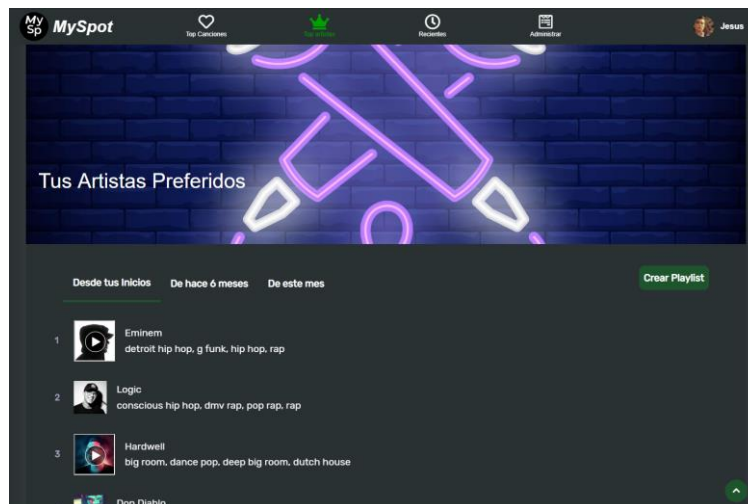 My
Sp
MySpot
Top Canciones
Top artistas
Recientes
Administrar
Jesus
Tus Artistas Preferidos
Desde tus Inicios
De hace 6 meses
De este mes
Crear Playlist
1
Eminem
detroit hip hop, g funk, hip hop, rap
2
Logic
conscious hip hop, dmv rap, pop rap, rap
3
Hardwell
big room, dance pop, deep big room, dutch house
Don Diablo